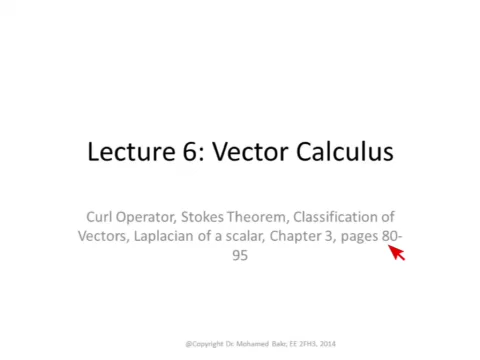 Lecture 6: Vector Calculus
Curl Operator, Stokes Theorem, Classification of
Vectors, Laplacian of a scalar, Chapter 3, pages 80-
95
@Copyright Dr. Mohamed Bakr, EE 2FH3, 2014